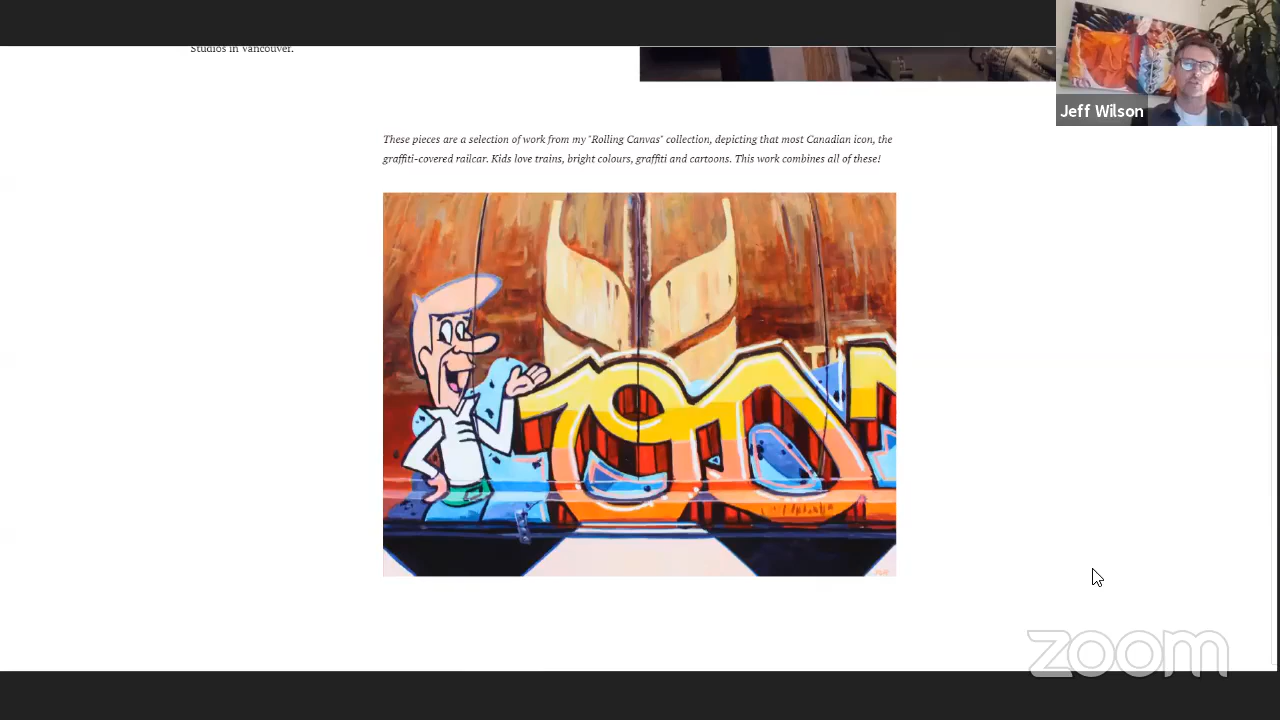 Studios in Vancouver.
Jeff Wilson
These pieces are a selection of work from my "Rolling Canvas" collection, depicting that most Canadian icon, the
graffiti-covered railcar. Kids love trains, bright colours, graffiti and cartoons. This work combines all of these!
zoom